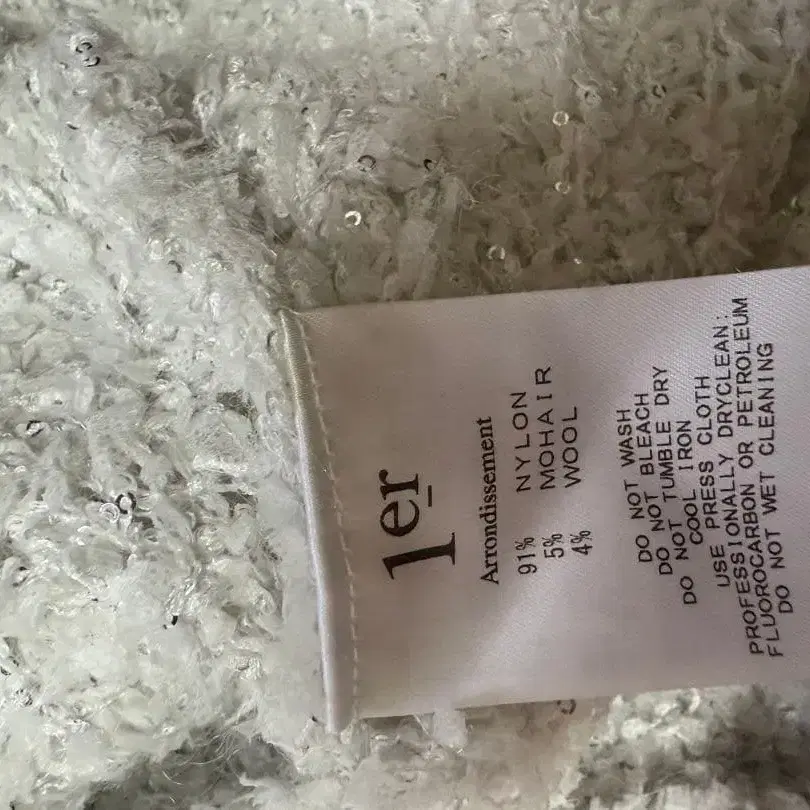 1er
Arrondissement
91% NYLON
5% MOHAIR
4% WOOL
DO NOT WASH
DO NOT BLEACH
DO NOT TUMBLE DRY
COOL IRON
USE PRESS CLOTH
PROFESSIONALLY DRYCLEAN:
FLUOROCARBON OR PETROLEUM
DO NOT WET CLEANING